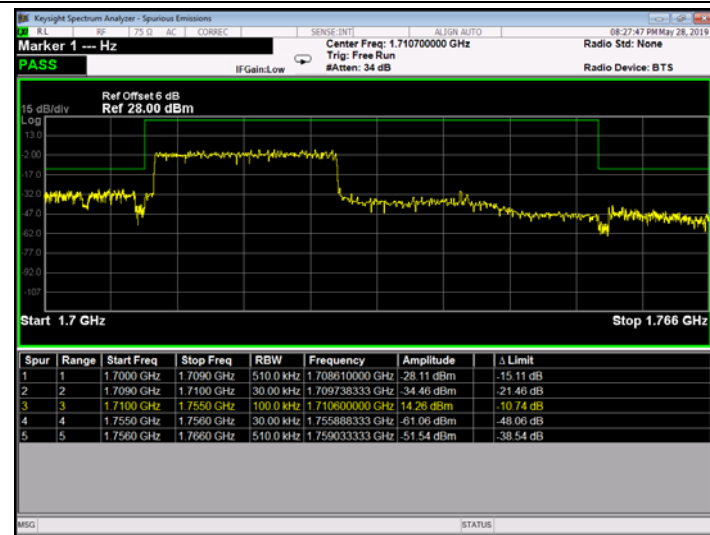 Keysight Spectrum Analyzer - Spurious Emissions
RL RF 75 Ω AC CORREC SENSE:INT ALIGN AUTO 08:27:47 PM May 28, 2019
Marker 1 --- Hz Center Freq: 1.710700000 GHz Radio Std: None
Trig: Free Run
PASS IFGain:Low #Atten: 34 dB Radio Device: BTS
Ref Offset 6 dB
15 dB/div Ref 28.00 dBm
Log
13.0
-2.00
-17.0
-32.0
-47.0
-62.0
-77.0
-92.0
-107
Start 1.7 GHz Stop 1.766 GHz
Spur Range Start Freq Stop Freq RBW Frequency Amplitude Δ Limit
1 1 1.7000 GHz 1.7090 GHz 510.0 kHz 1.708610000 GHz -28.11 dBm -15.11 dB
2 2 1.7090 GHz 1.7100 GHz 30.00 kHz 1.709738333 GHz -34.46 dBm -21.46 dB
3 3 1.7100 GHz 1.7550 GHz 100.0 kHz 1.710600000 GHz 14.26 dBm -10.74 dB
4 4 1.7550 GHz 1.7560 GHz 30.00 kHz 1.755888333 GHz -61.06 dBm -48.06 dB
5 5 1.7560 GHz 1.7660 GHz 510.0 kHz 1.759033333 GHz -51.54 dBm -38.54 dB
MSG STATUS